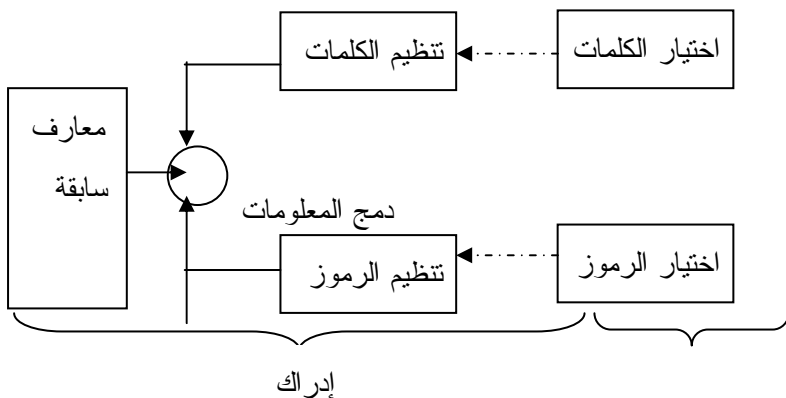 اختيار الكلمات
تنظيم الكلمات
معارف
سابقة
دمج المعلومات
اختيار الرموز
تنظيم الرموز
إدراك